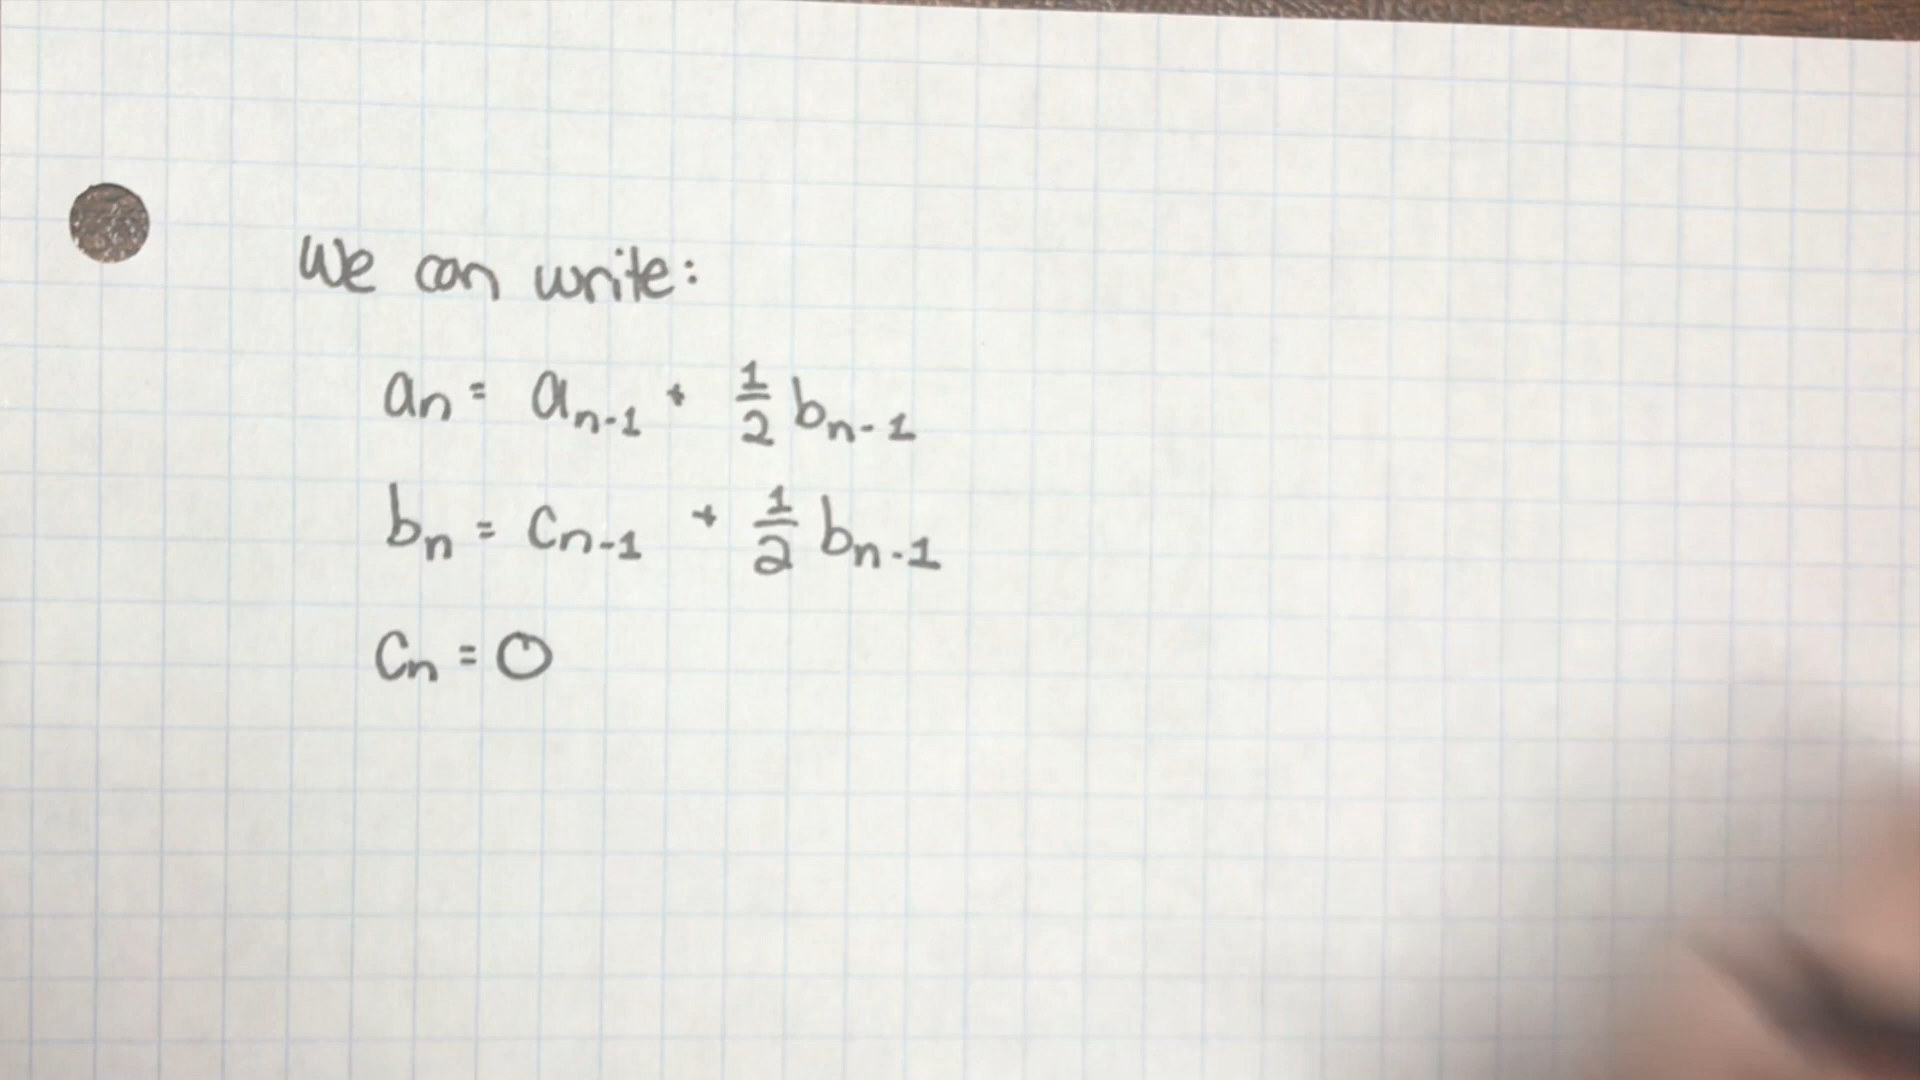 We can write:
aₙ = aₙ₋₁ + ½ bₙ₋₁
bₙ = cₙ₋₁ + ½ bₙ₋₁
cₙ = 0